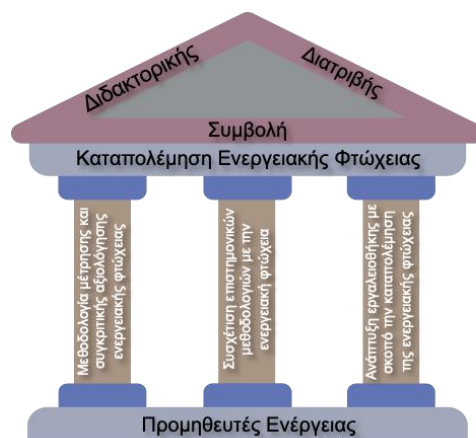 Διδακτορικής
Διατριβής
Συμβολή
Καταπολέμηση Ενεργειακής Φτώχειας
Μεθοδολογία μέτρησης και
συγκριτικής αξιολόγησης
ενεργειακής φτώχειας
Συσχέτιση επιστημονικών
μεθοδολογιών με την
ενεργειακή φτώχεια
Ανάπτυξη εργαλειοθήκης με
σκοπό την καταπολέμηση
της ενεργειακής φτώχειας
Προμηθευτές Ενέργειας